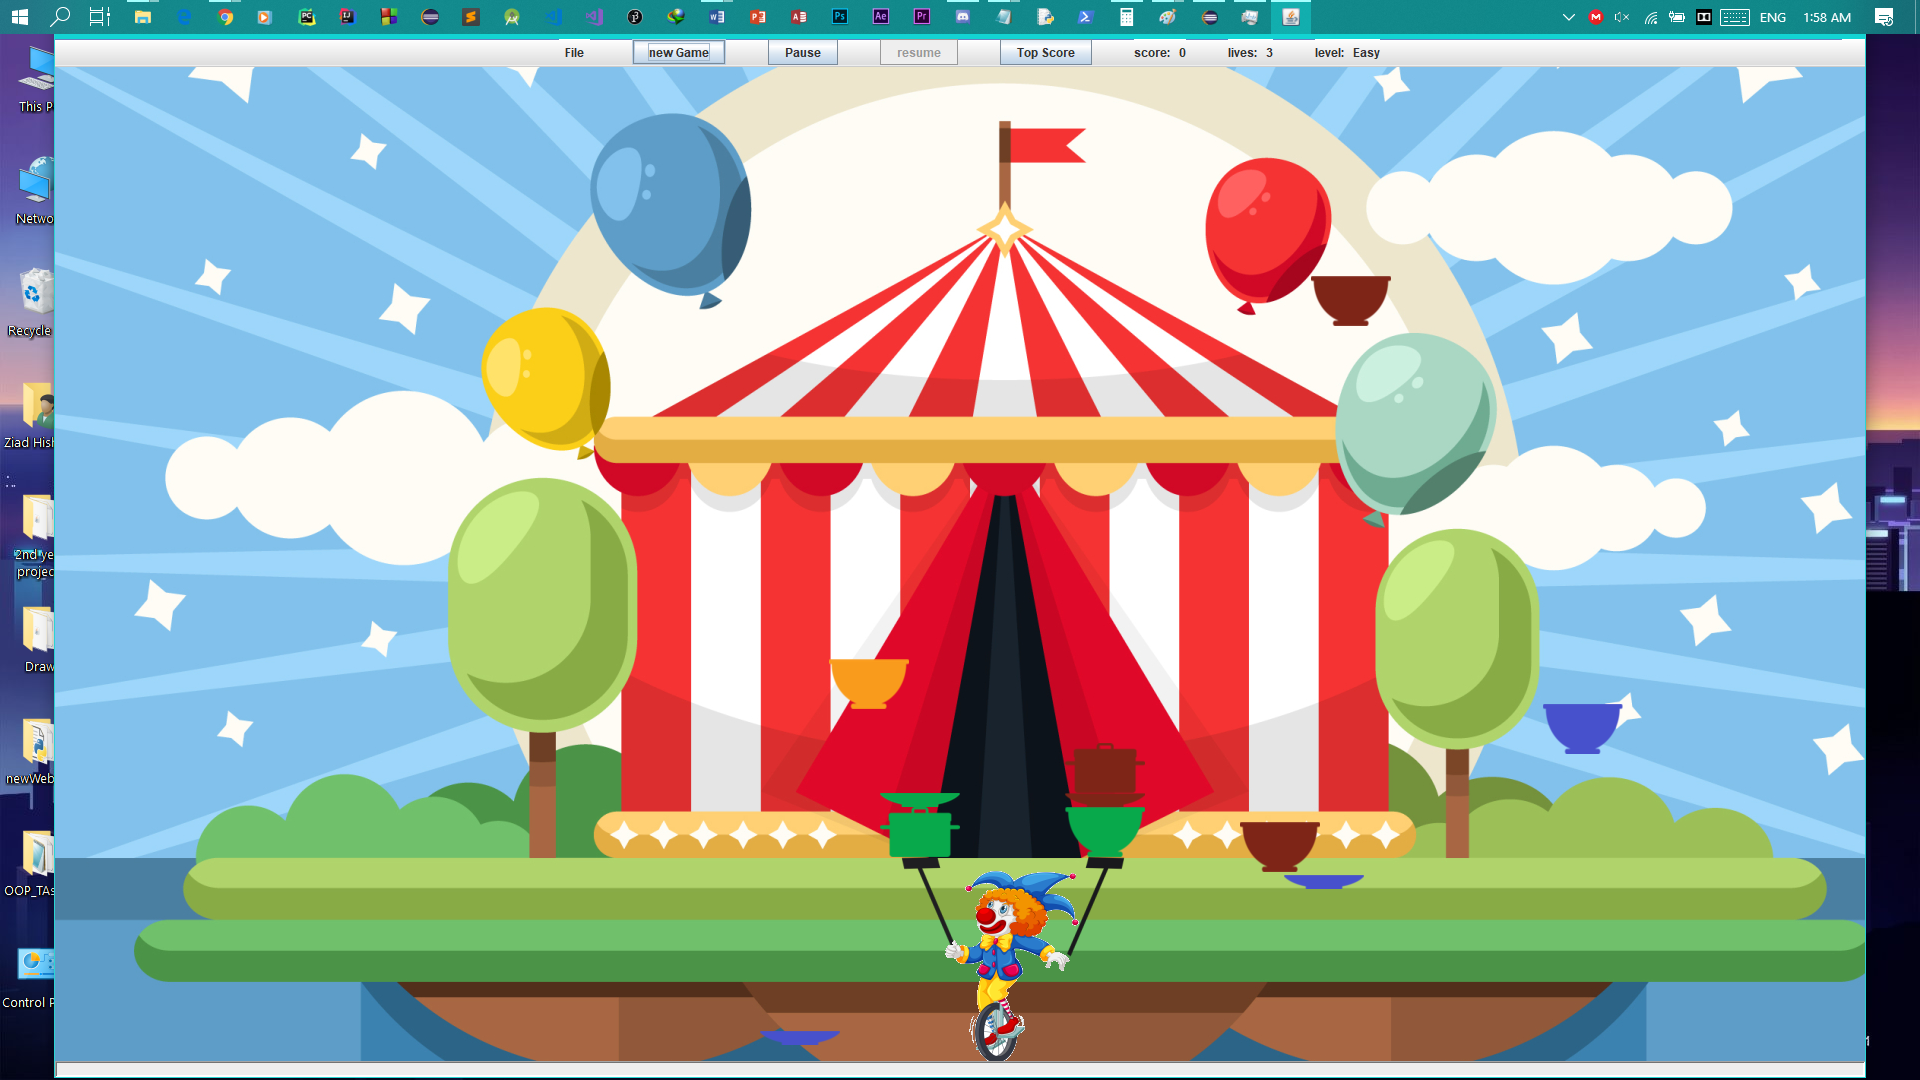 ENG 1:58 AM
File new Game Pause resume Top Score score: 0 lives: 3 level: Easy
This P
Netwo
Recycle
Ziad Hish
2nd ye
projec
Draw
newWeb
OOP_TAs
Control P